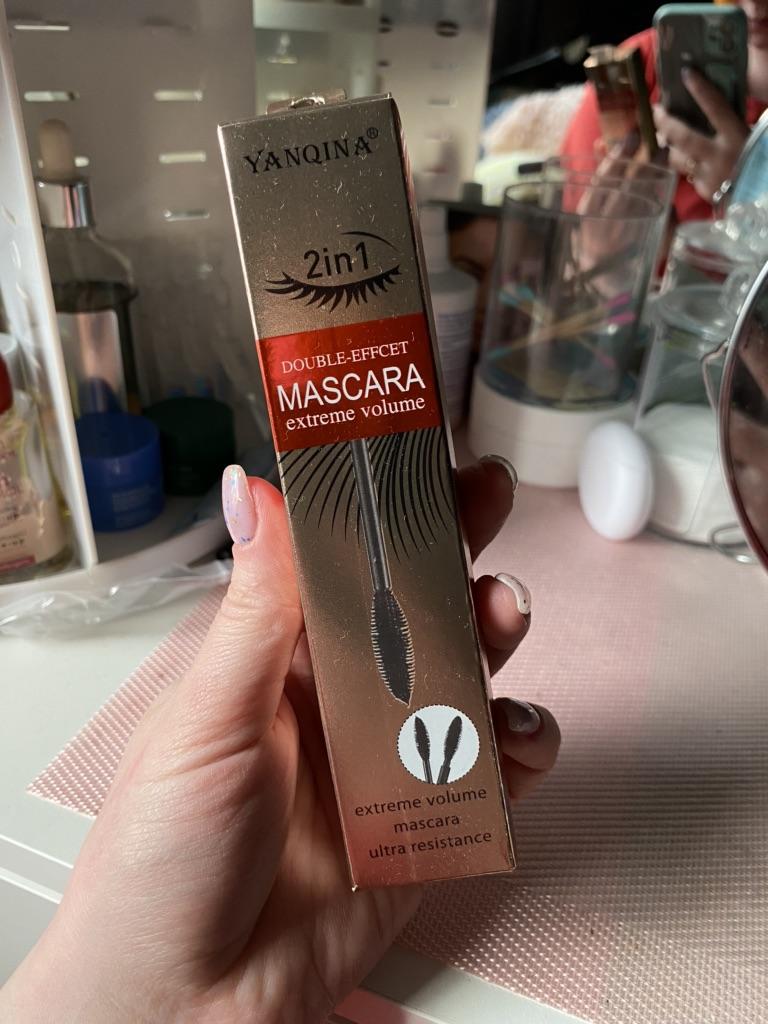 YANQINA®
2in1
DOUBLE-EFFCET
MASCARA
extreme volume
extreme volume
mascara
ultra resistance